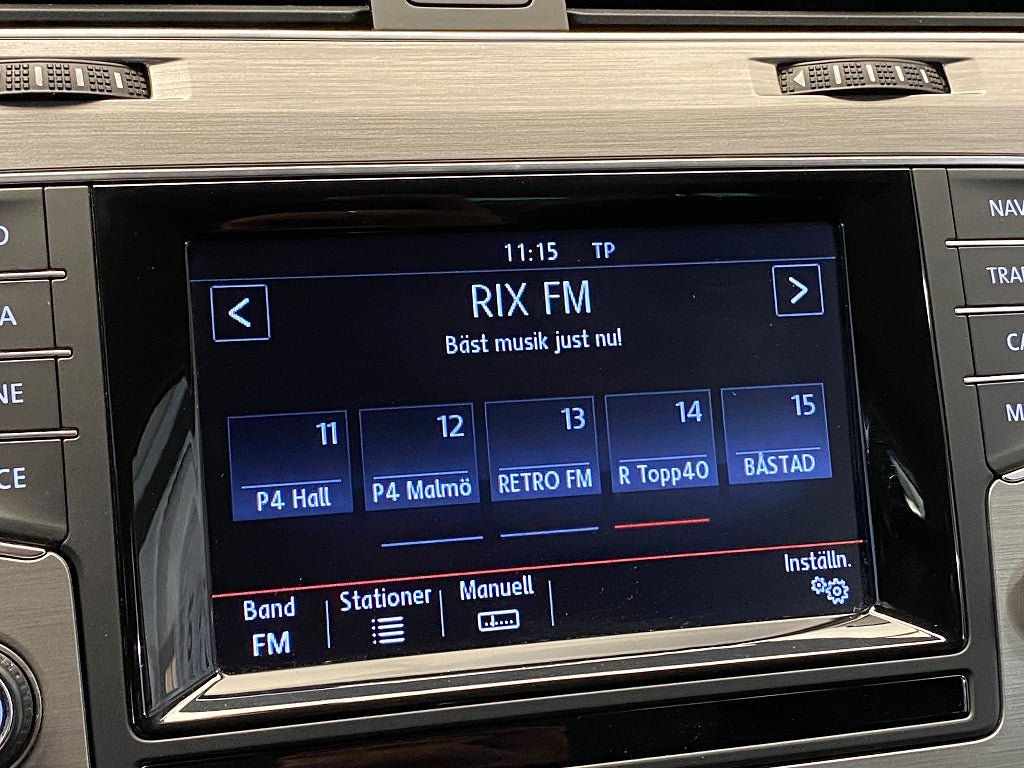 11:15 TP
< RIX FM >
Bäst musik just nu!
11 12 13 14 15
P4 Hall P4 Malmö RETRO FM R Topp40 BÅSTAD
Band Stationer Manuell Inställn.
FM